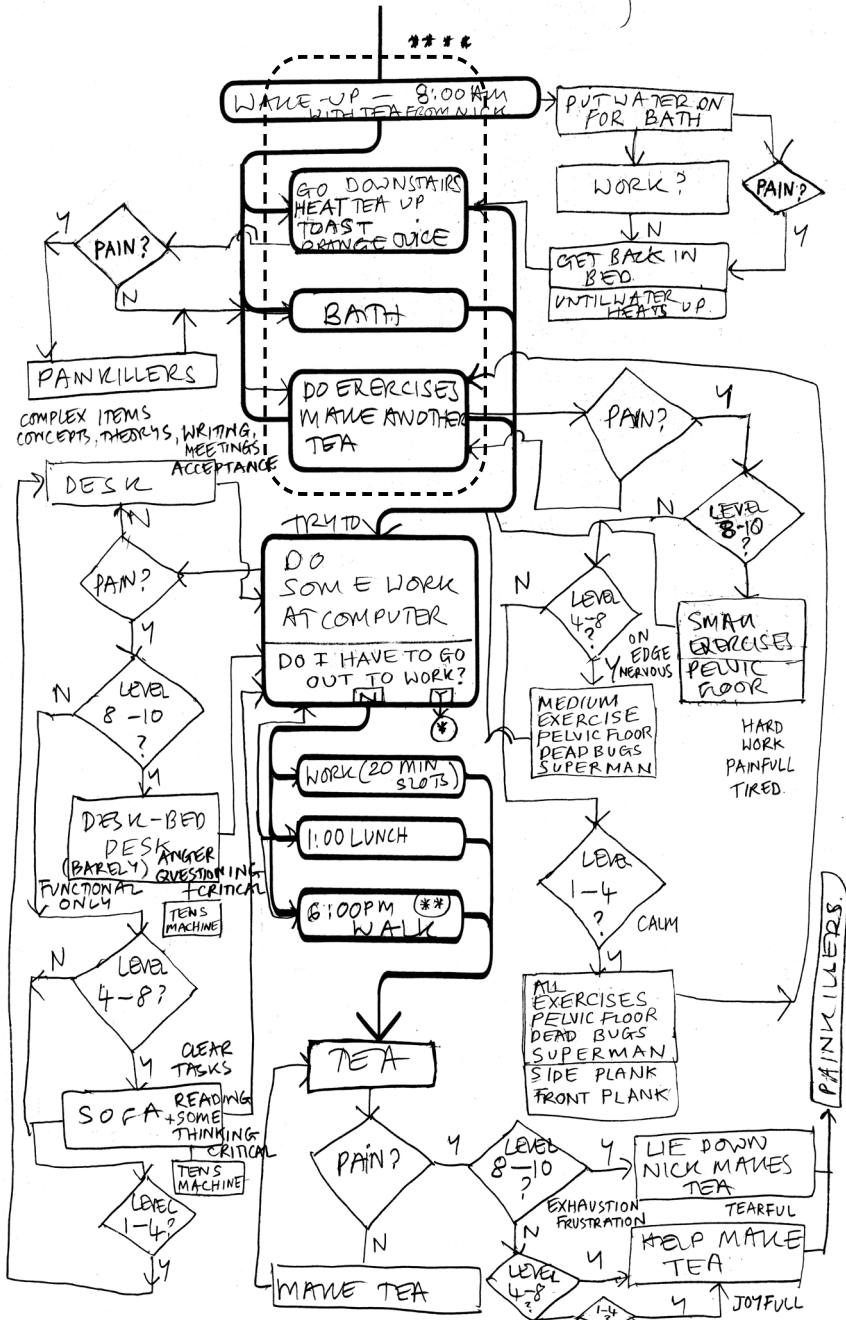 ****
WAKE-UP — 8:00AM
WITH TEA FROM NICK
PUT WATER ON
FOR BATH
WORK?
PAIN?
N
Y
GET BACK IN
BED.
UNTIL WATER
HEATS UP.
GO DOWNSTAIRS
HEAT TEA UP
TOAST
ORANGE JUICE
Y
PAIN?
N
PAINKILLERS
BATH
DO EXERCISES
MAKE ANOTHER
TEA
PAIN?
Y
LEVEL
8-10
?
N
SMALL
EXERCISES
PELVIC
FLOOR
HARD
WORK
PAINFULL
TIRED.
N
LEVEL
4-8
?
Y
ON
EDGE
NERVOUS
MEDIUM
EXERCISE
PELVIC FLOOR
DEAD BUGS
SUPERMAN
LEVEL
1-4
?
Y
CALM
ALL
EXERCISES
PELVIC FLOOR
DEAD BUGS
SUPERMAN
SIDE PLANK
FRONT PLANK
COMPLEX ITEMS
CONCEPTS, THEORYS, WRITING,
MEETINGS
ACCEPTANCE
DESK
N
PAIN?
Y
N
LEVEL
8-10
?
Y
DESK-BED
DESK
(BARELY)
FUNCTIONAL
ONLY
ANGER
QUESTIONING
+CRITICAL
TENS
MACHINE
N
LEVEL
4-8?
Y
CLEAR
TASKS
SOFA
READING
+SOME
THINKING
CRITICAL
TENS
MACHINE
LEVEL
1-4?
Y
TRY TO
DO
SOME WORK
AT COMPUTER
DO I HAVE TO GO
OUT TO WORK?
N Y
*
WORK (20 MIN
SLOTS)
1:00 LUNCH
6:00PM **
WALK
TEA
PAIN?
Y
N
MAKE TEA
LEVEL
8-10
?
Y
N
EXHAUSTION
FRUSTRATION
LIE DOWN
NICK MAKES
TEA
TEARFUL
LEVEL
4-8
?
Y
HELP MAKE
TEA
1-4
?
Y
JOYFULL
PAINKILLERS.